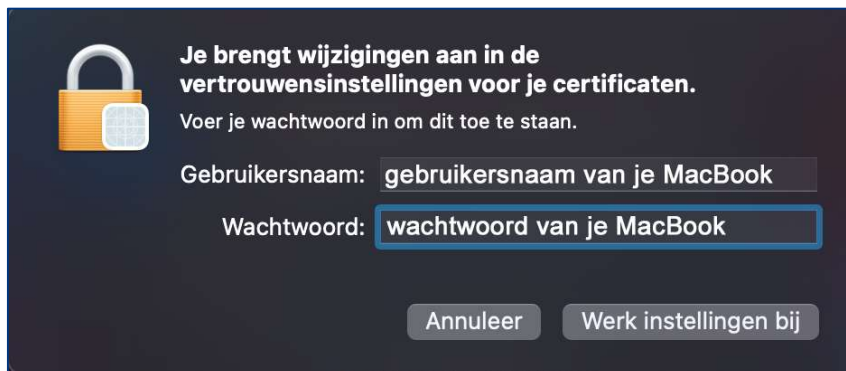 Je brengt wijzigingen aan in de
vertrouwensinstellingen voor je certificaten.
Voer je wachtwoord in om dit toe te staan.
Gebruikersnaam: gebruikersnaam van je MacBook
Wachtwoord: wachtwoord van je MacBook
Annuleer Werk instellingen bij